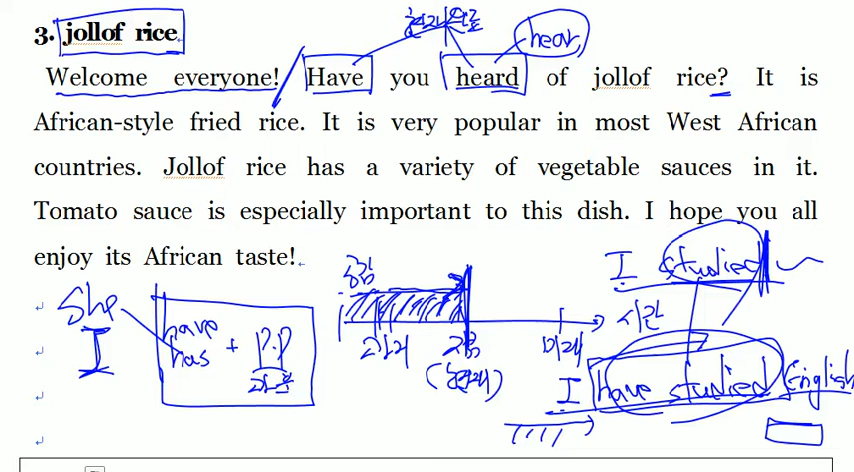 현재완료
hear
3. jollof rice
Welcome everyone! Have you heard of jollof rice? It is
African-style fried rice. It is very popular in most West African
countries. Jollof rice has a variety of vegetable sauces in it.
Tomato sauce is especially important to this dish. I hope you all
enjoy its African taste!
I studied
She
I
have
has + p.p
과거 지금 미래 시간
(현재)
I have studied English